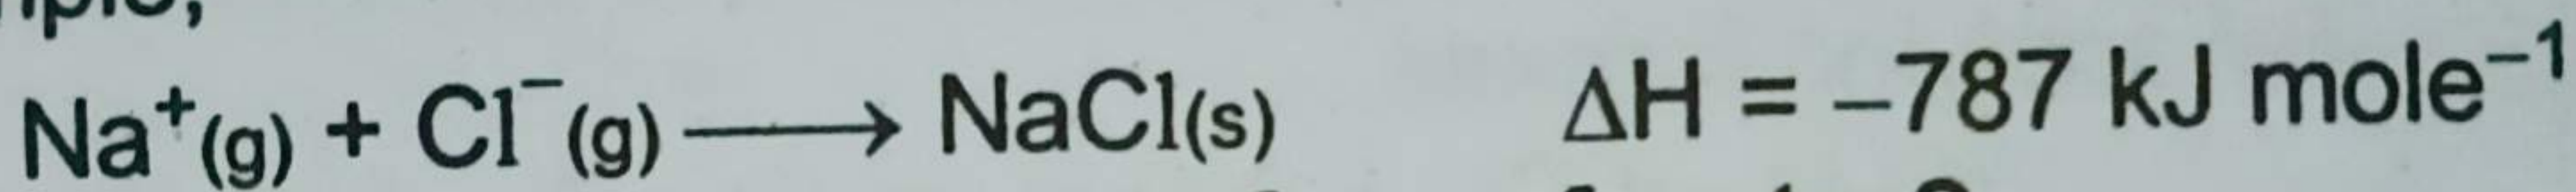 Na⁺(g) + Cl⁻(g) ⟶ NaCl(s) ΔH = –787 kJ mole⁻¹